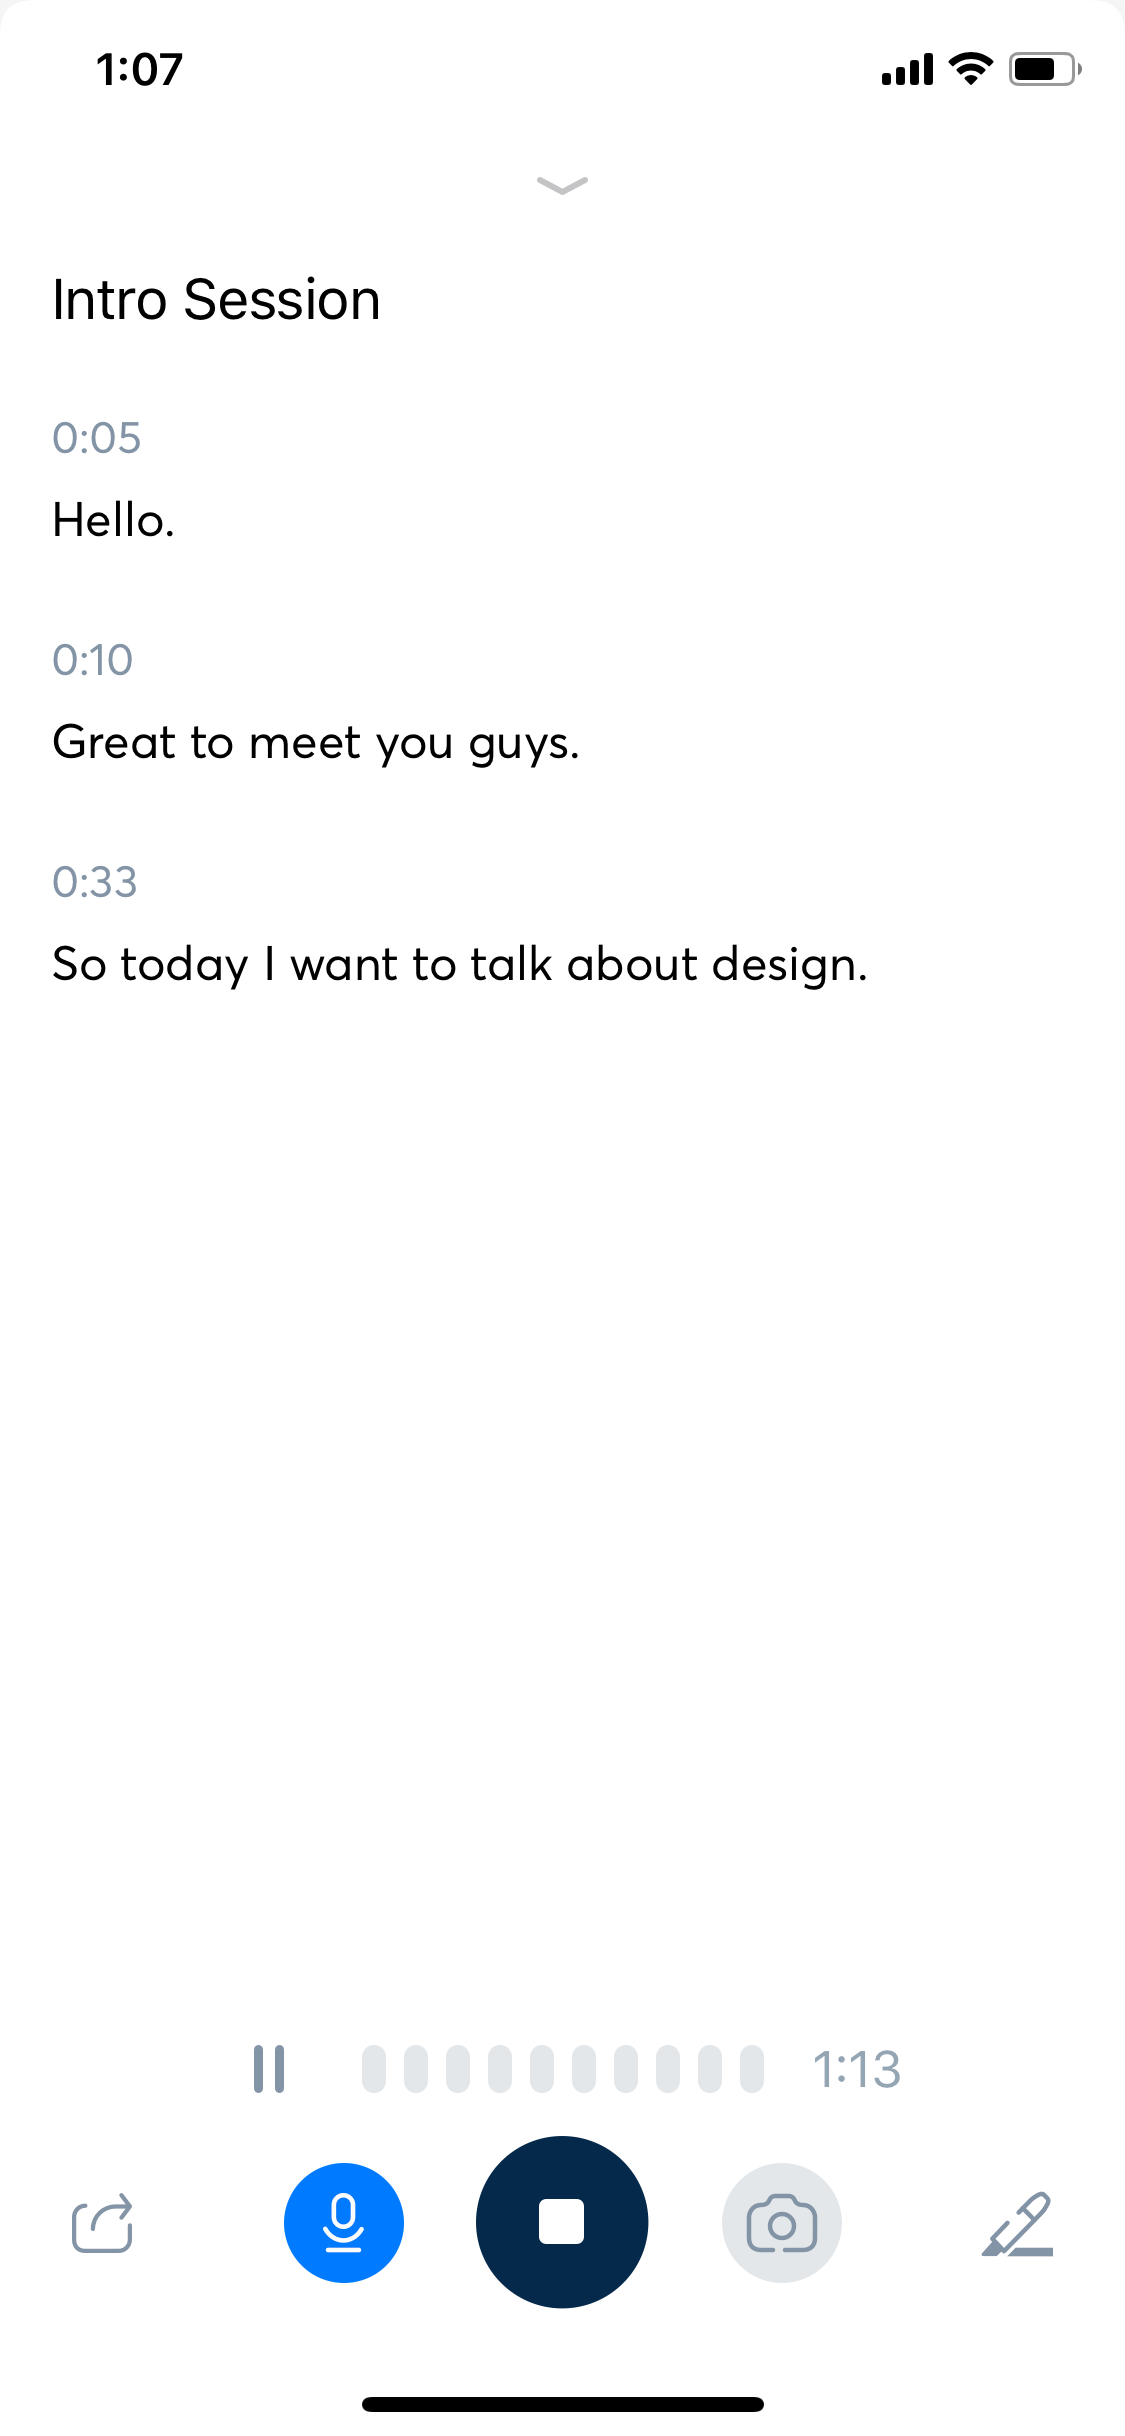 1:07
Intro Session
0:05
Hello.
0:10
Great to meet you guys.
0:33
So today I want to talk about design.
1:13